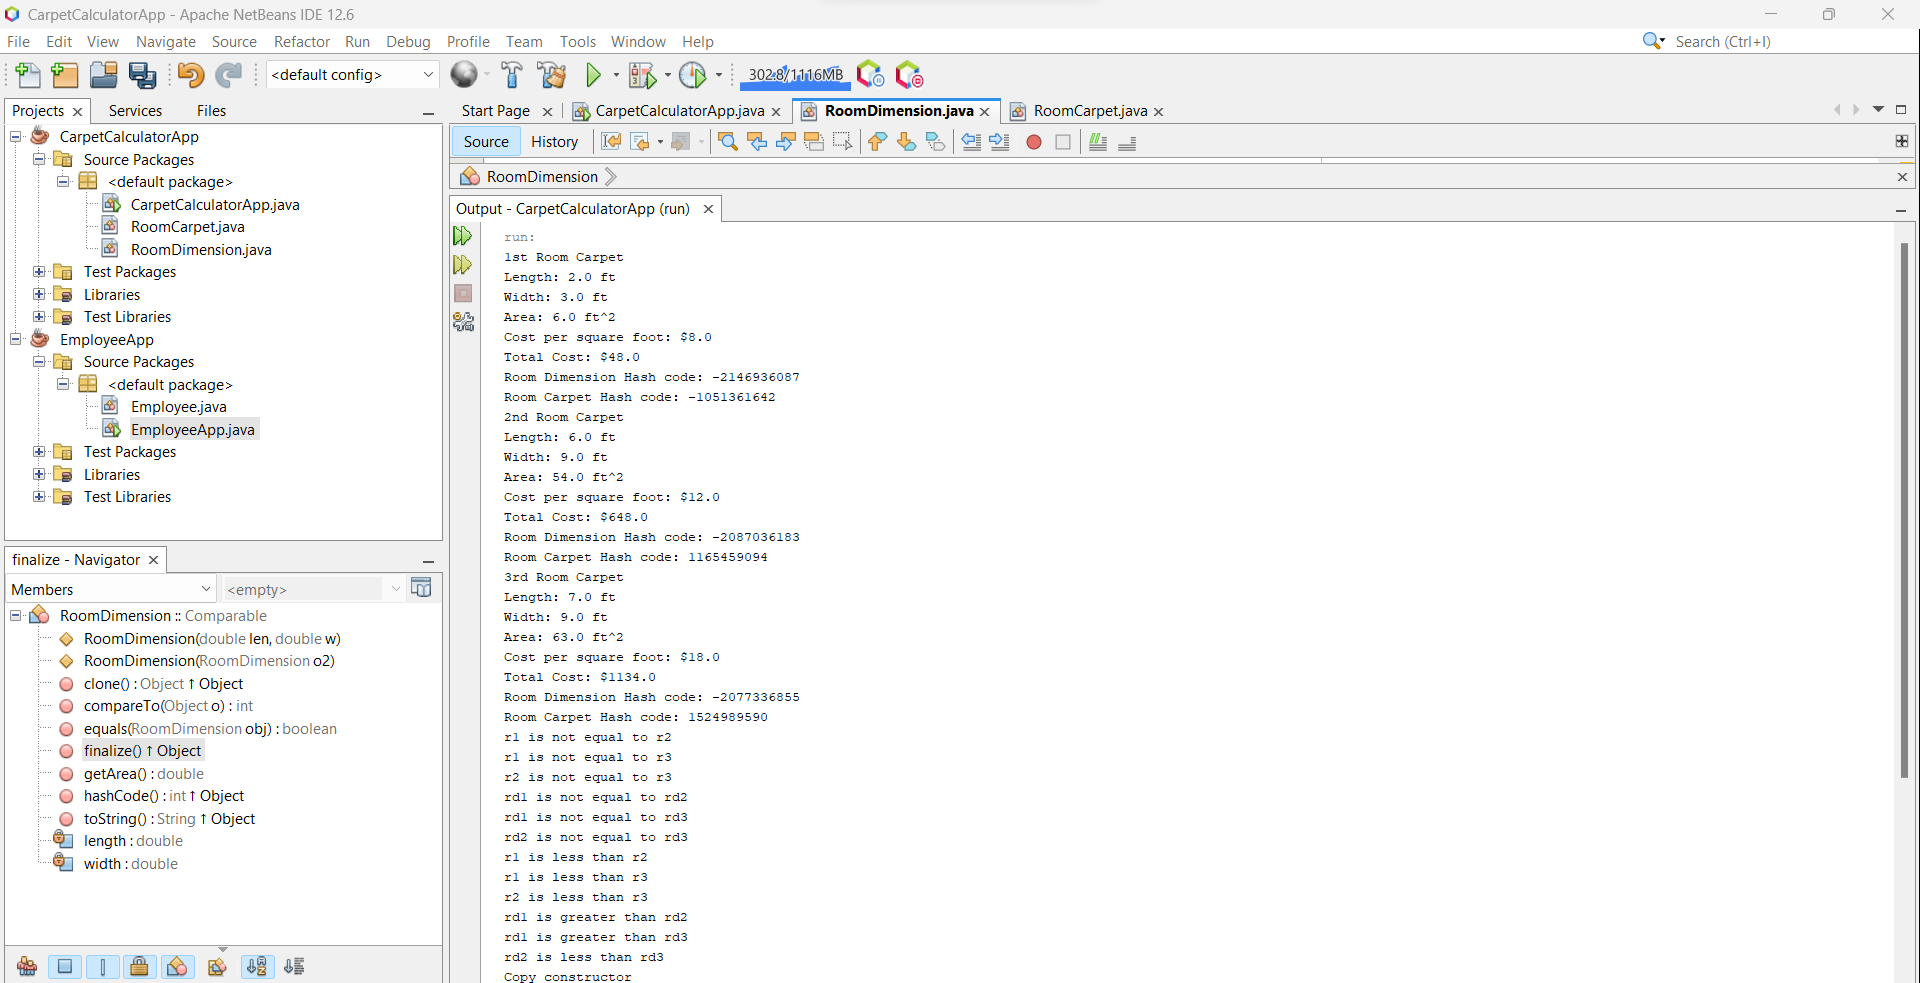 CarpetCalculatorApp - Apache NetBeans IDE 12.6
File Edit View Navigate Source Refactor Run Debug Profile Team Tools Window Help
Search (Ctrl+I)
<default config>
302.8/1116MB
Projects Services Files
CarpetCalculatorApp
Source Packages
<default package>
CarpetCalculatorApp.java
RoomCarpet.java
RoomDimension.java
Test Packages
Libraries
Test Libraries
EmployeeApp
Source Packages
<default package>
Employee.java
EmployeeApp.java
Test Packages
Libraries
Test Libraries
finalize - Navigator
Members
<empty>
RoomDimension :: Comparable
RoomDimension(double len, double w)
RoomDimension(RoomDimension o2)
clone() : Object ↑ Object
compareTo(Object o) : int
equals(RoomDimension obj) : boolean
finalize() ↑ Object
getArea() : double
hashCode() : int ↑ Object
toString() : String ↑ Object
length : double
width : double
Start Page CarpetCalculatorApp.java RoomDimension.java RoomCarpet.java
Source History
RoomDimension
Output - CarpetCalculatorApp (run)
run:
1st Room Carpet
Length: 2.0 ft
Width: 3.0 ft
Area: 6.0 ft^2
Cost per square foot: $8.0
Total Cost: $48.0
Room Dimension Hash code: -2146936087
Room Carpet Hash code: -1051361642
2nd Room Carpet
Length: 6.0 ft
Width: 9.0 ft
Area: 54.0 ft^2
Cost per square foot: $12.0
Total Cost: $648.0
Room Dimension Hash code: -2087036183
Room Carpet Hash code: 1165459094
3rd Room Carpet
Length: 7.0 ft
Width: 9.0 ft
Area: 63.0 ft^2
Cost per square foot: $18.0
Total Cost: $1134.0
Room Dimension Hash code: -2077336855
Room Carpet Hash code: 1524989590
r1 is not equal to r2
r1 is not equal to r3
r2 is not equal to r3
rd1 is not equal to rd2
rd1 is not equal to rd3
rd2 is not equal to rd3
r1 is less than r2
r1 is less than r3
r2 is less than r3
rd1 is greater than rd2
rd1 is greater than rd3
rd2 is less than rd3
Copy constructor